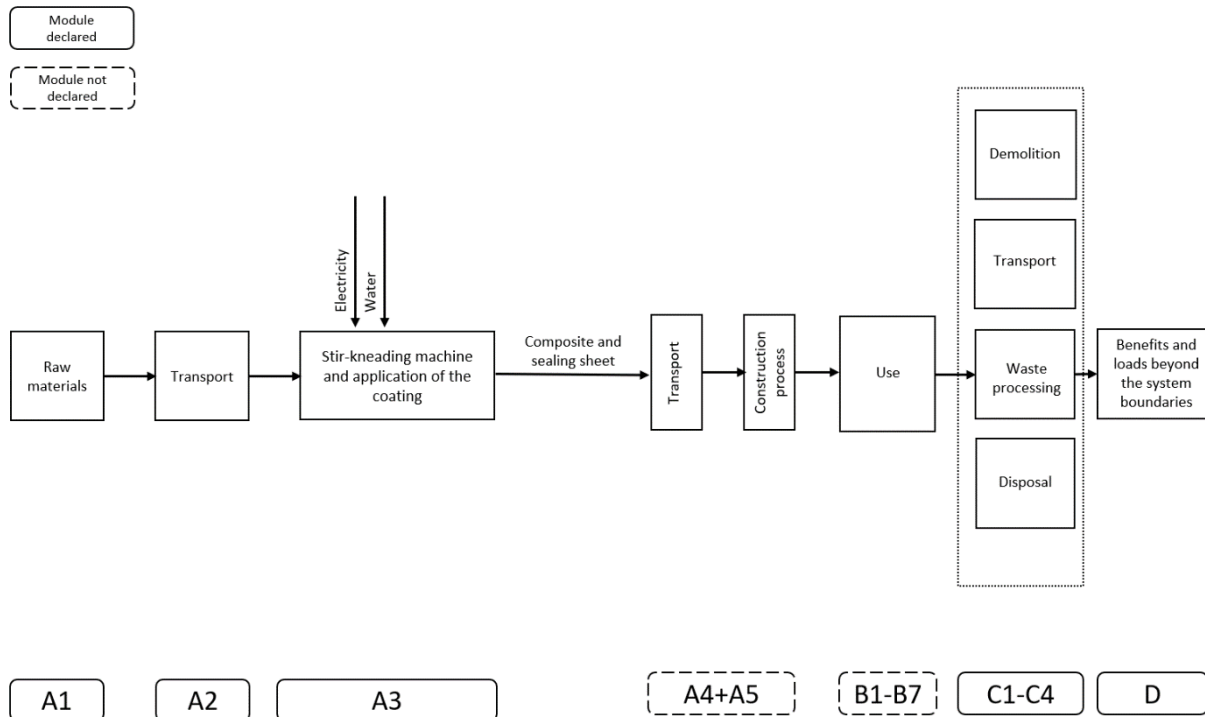 Module
declared
Module not
declared
Electricity
Water
Raw
materials
Transport
Stir-kneading machine
and application of the
coating
Composite and
sealing sheet
Transport
Construction
process
Use
Demolition
Transport
Waste
processing
Disposal
Benefits and
loads beyond
the system
boundaries
A1
A2
A3
A4+A5
B1-B7
C1-C4
D